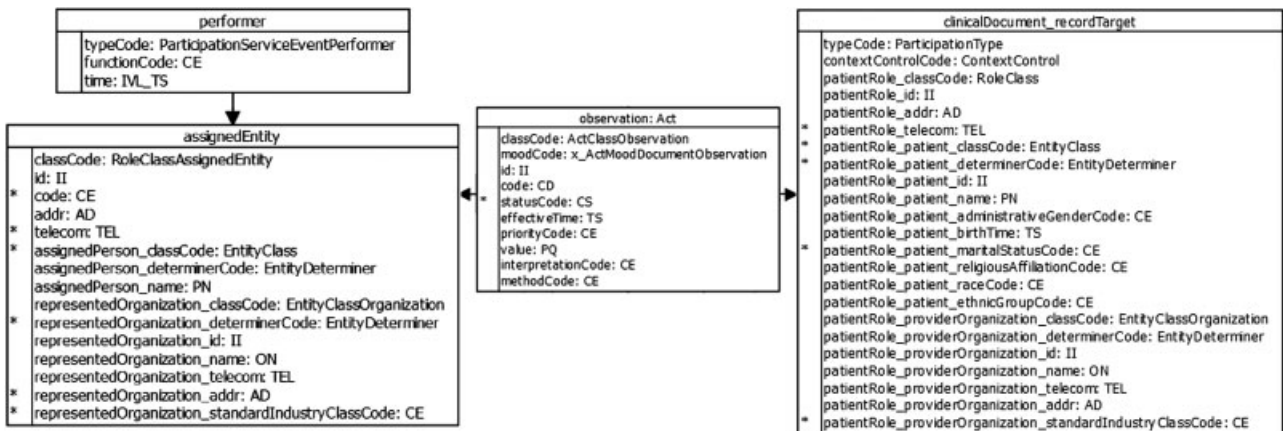 performer
typeCode: ParticipationServiceEventPerformer
functionCode: CE
time: IVL_TS
assignedEntity
classCode: RoleClassAssignedEntity
id: II
* code: CE
addr: AD
* telecom: TEL
* assignedPerson_classCode: EntityClass
assignedPerson_determinerCode: EntityDeterminer
assignedPerson_name: PN
representedOrganization_classCode: EntityClassOrganization
* representedOrganization_determinerCode: EntityDeterminer
representedOrganization_id: II
representedOrganization_name: ON
representedOrganization_telecom: TEL
* representedOrganization_addr: AD
* representedOrganization_standardIndustryClassCode: CE
observation: Act
classCode: ActClassObservation
moodCode: x_ActMoodDocumentObservation
id: II
code: CD
* statusCode: CS
effectiveTime: TS
priorityCode: CE
value: PQ
interpretationCode: CE
methodCode: CE
clinicalDocument_recordTarget
typeCode: ParticipationType
contextControlCode: ContextControl
patientRole_classCode: RoleClass
patientRole_id: II
patientRole_addr: AD
* patientRole_telecom: TEL
* patientRole_patient_classCode: EntityClass
* patientRole_patient_determinerCode: EntityDeterminer
patientRole_patient_id: II
patientRole_patient_name: PN
patientRole_patient_administrativeGenderCode: CE
patientRole_patient_birthTime: TS
* patientRole_patient_maritalStatusCode: CE
patientRole_patient_religiousAffiliationCode: CE
patientRole_patient_raceCode: CE
patientRole_patient_ethnicGroupCode: CE
patientRole_providerOrganization_classCode: EntityClassOrganization
patientRole_providerOrganization_determinerCode: EntityDeterminer
patientRole_providerOrganization_id: II
patientRole_providerOrganization_name: ON
patientRole_providerOrganization_telecom: TEL
patientRole_providerOrganization_addr: AD
* patientRole_providerOrganization_standardIndustryClassCode: CE